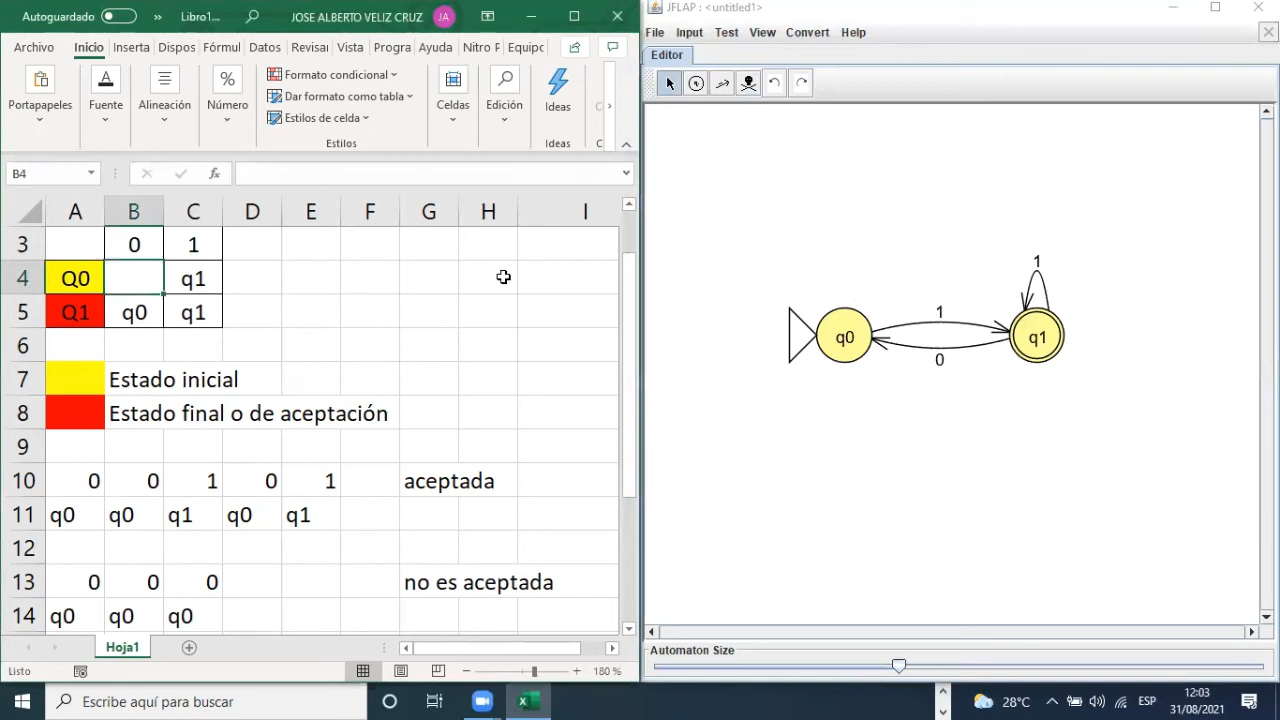 Autoguardado
»
Libro1...
JOSE ALBERTO VELIZ CRUZ
JA
Archivo
Inicio
Inserta
Dispos
Fórmul
Datos
Revisar
Vista
Progra
Ayuda
Nitro P
Equipo
Portapapeles
Fuente
Alineación
%
Número
Formato condicional
Dar formato como tabla
Estilos de celda
Estilos
Celdas
Edición
Ideas
Ideas
B4
fx
A B C D E F G H I
3 0 1
4 Q0 q1
5 Q1 q0 q1
6
7 Estado inicial
8 Estado final o de aceptación
9
10 0 0 1 0 1 aceptada
11 q0 q0 q1 q0 q1
12
13 0 0 0 no es aceptada
14 q0 q0 q0
Hoja1
Listo
180 %
JFLAP : <untitled1>
File Input Test View Convert Help
Editor
1
1
q0
q1
0
Automaton Size
Escribe aquí para buscar
28°C
ESP
12:03
31/08/2021